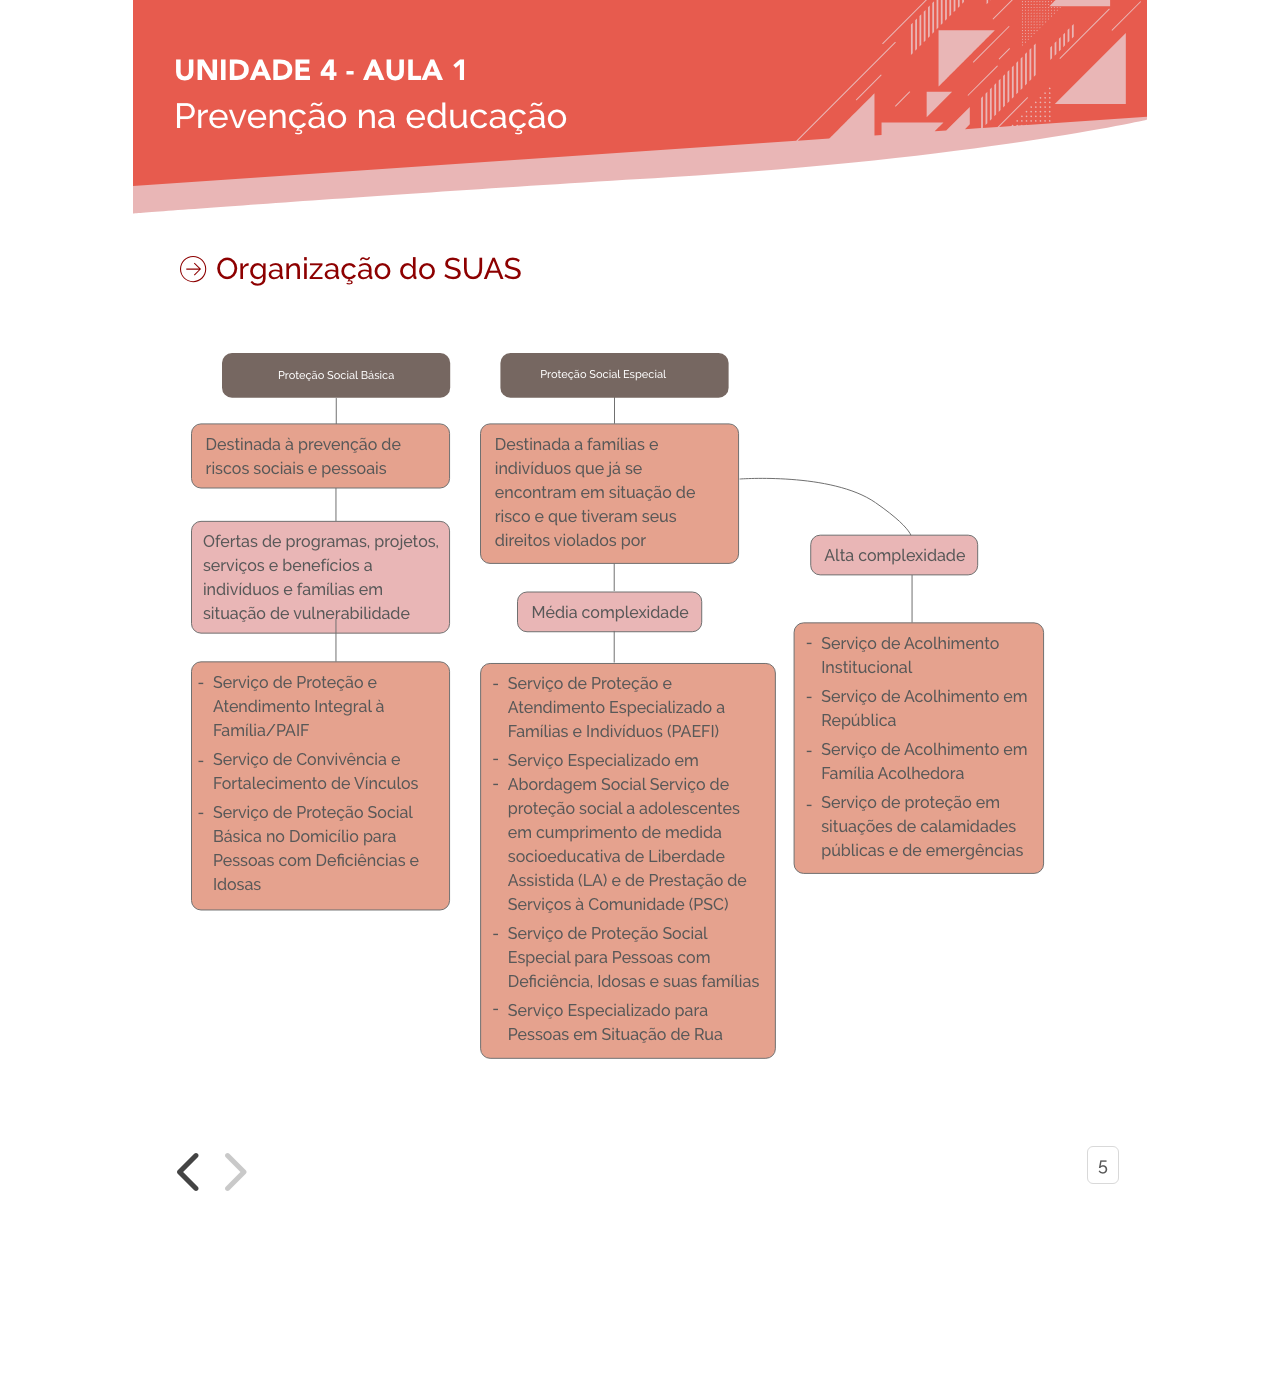 UNIDADE 4 - AULA 1
Prevenção na educação
Organização do SUAS
Proteção Social Básica
Destinada à prevenção de
riscos sociais e pessoais
Ofertas de programas, projetos,
serviços e benefícios a
indivíduos e famílias em
situação de vulnerabilidade
- Serviço de Proteção e
Atendimento Integral à
Família/PAIF
- Serviço de Convivência e
Fortalecimento de Vínculos
- Serviço de Proteção Social
Básica no Domicílio para
Pessoas com Deficiências e
Idosas
Proteção Social Especial
Destinada a famílias e
indivíduos que já se
encontram em situação de
risco e que tiveram seus
direitos violados por
Média complexidade
- Serviço de Proteção e
Atendimento Especializado a
Famílias e Indivíduos (PAEFI)
- Serviço Especializado em
- Abordagem Social Serviço de
proteção social a adolescentes
em cumprimento de medida
socioeducativa de Liberdade
Assistida (LA) e de Prestação de
Serviços à Comunidade (PSC)
- Serviço de Proteção Social
Especial para Pessoas com
Deficiência, Idosas e suas famílias
- Serviço Especializado para
Pessoas em Situação de Rua
Alta complexidade
- Serviço de Acolhimento
Institucional
- Serviço de Acolhimento em
República
- Serviço de Acolhimento em
Família Acolhedora
- Serviço de proteção em
situações de calamidades
públicas e de emergências
5